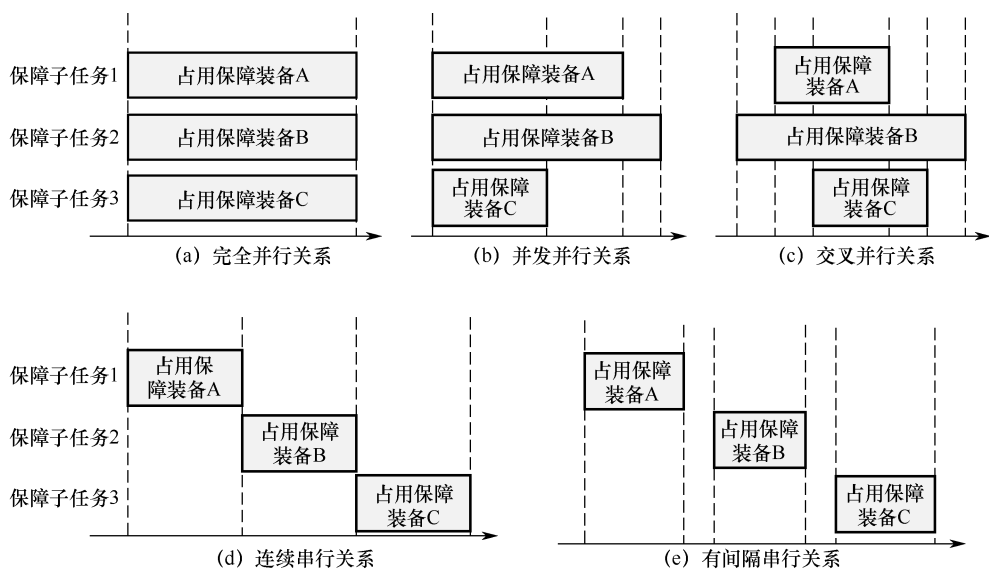 保障子任务1
占用保障装备A
占用保障装备A
占用保障
装备A
保障子任务2
占用保障装备B
占用保障装备B
占用保障装备B
保障子任务3
占用保障装备C
占用保障
装备C
占用保障
装备C
(a) 完全并行关系
(b) 并发并行关系
(c) 交叉并行关系
保障子任务1
占用保
障装备A
占用保障
装备A
保障子任务2
占用保障
装备B
占用保障
装备B
保障子任务3
占用保障
装备C
占用保障
装备C
(d) 连续串行关系
(e) 有间隔串行关系